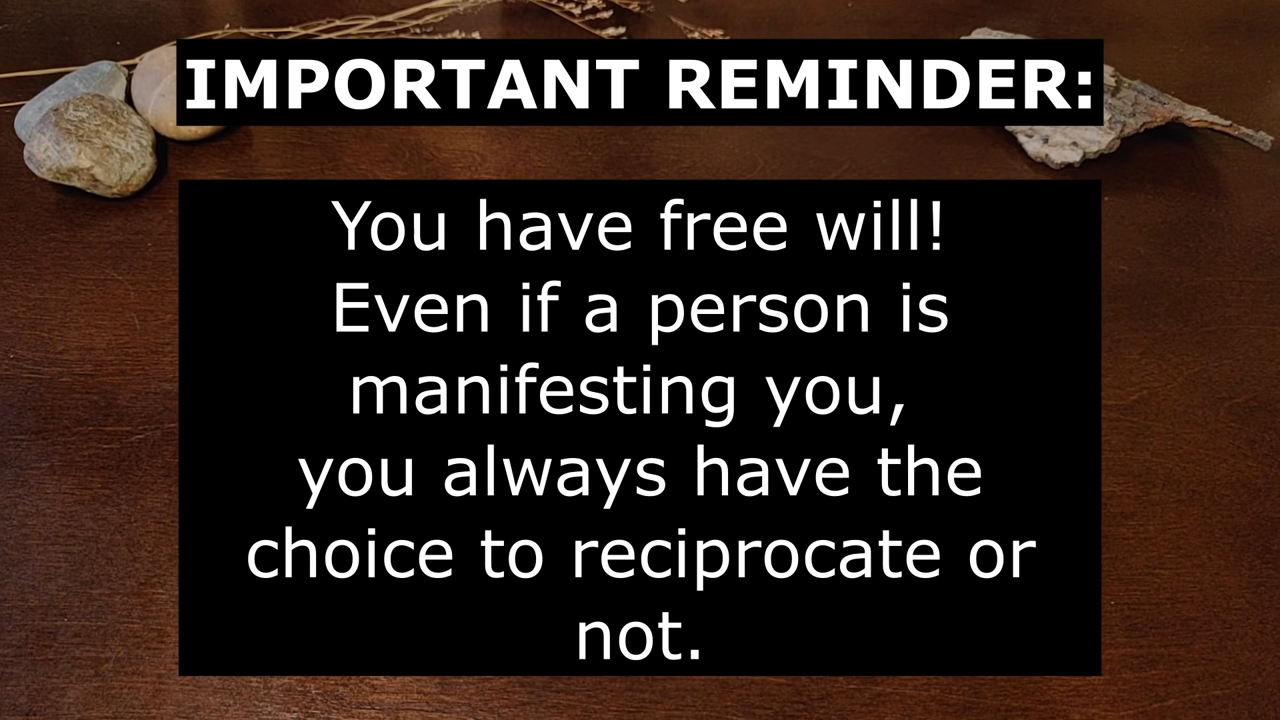 IMPORTANT REMINDER:
You have free will!
Even if a person is
manifesting you,
you always have the
choice to reciprocate or
not.